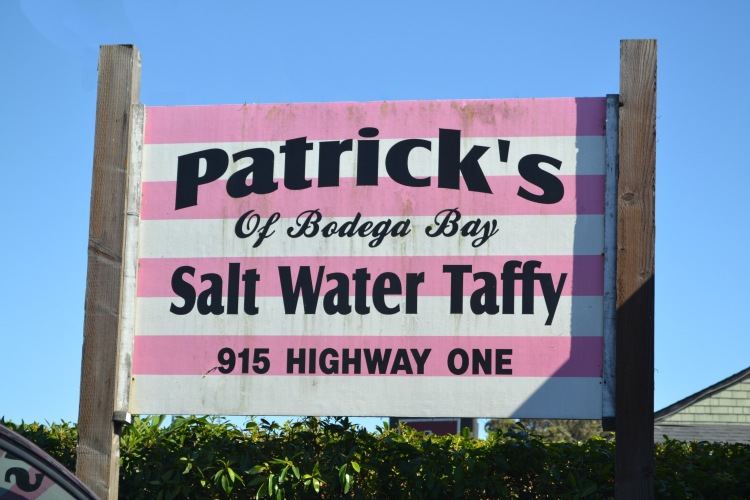 Patrick's
Of Bodega Bay
Salt Water Taffy
915 HIGHWAY ONE